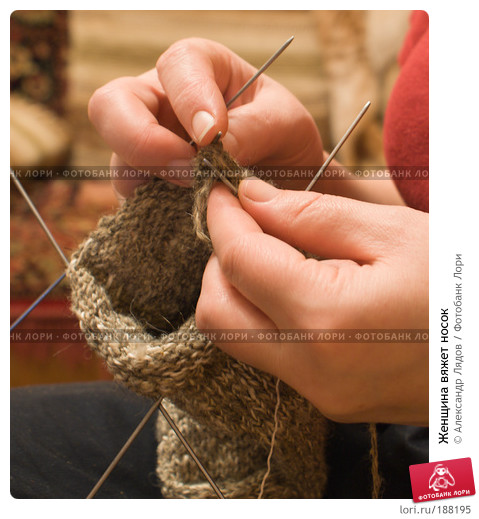 ФОТОБАНК ЛОРИ · ФОТОБАНК ЛОРИ · ФОТОБАНК ЛОРИ
ФОТОБАНК ЛОРИ · ФОТОБАНК ЛОРИ · ФОТОБАНК ЛОРИ
Женщина вяжет носок
© Александр Лядов / Фотобанк Лори
ФОТОБАНК ЛОРИ
lori.ru/188195